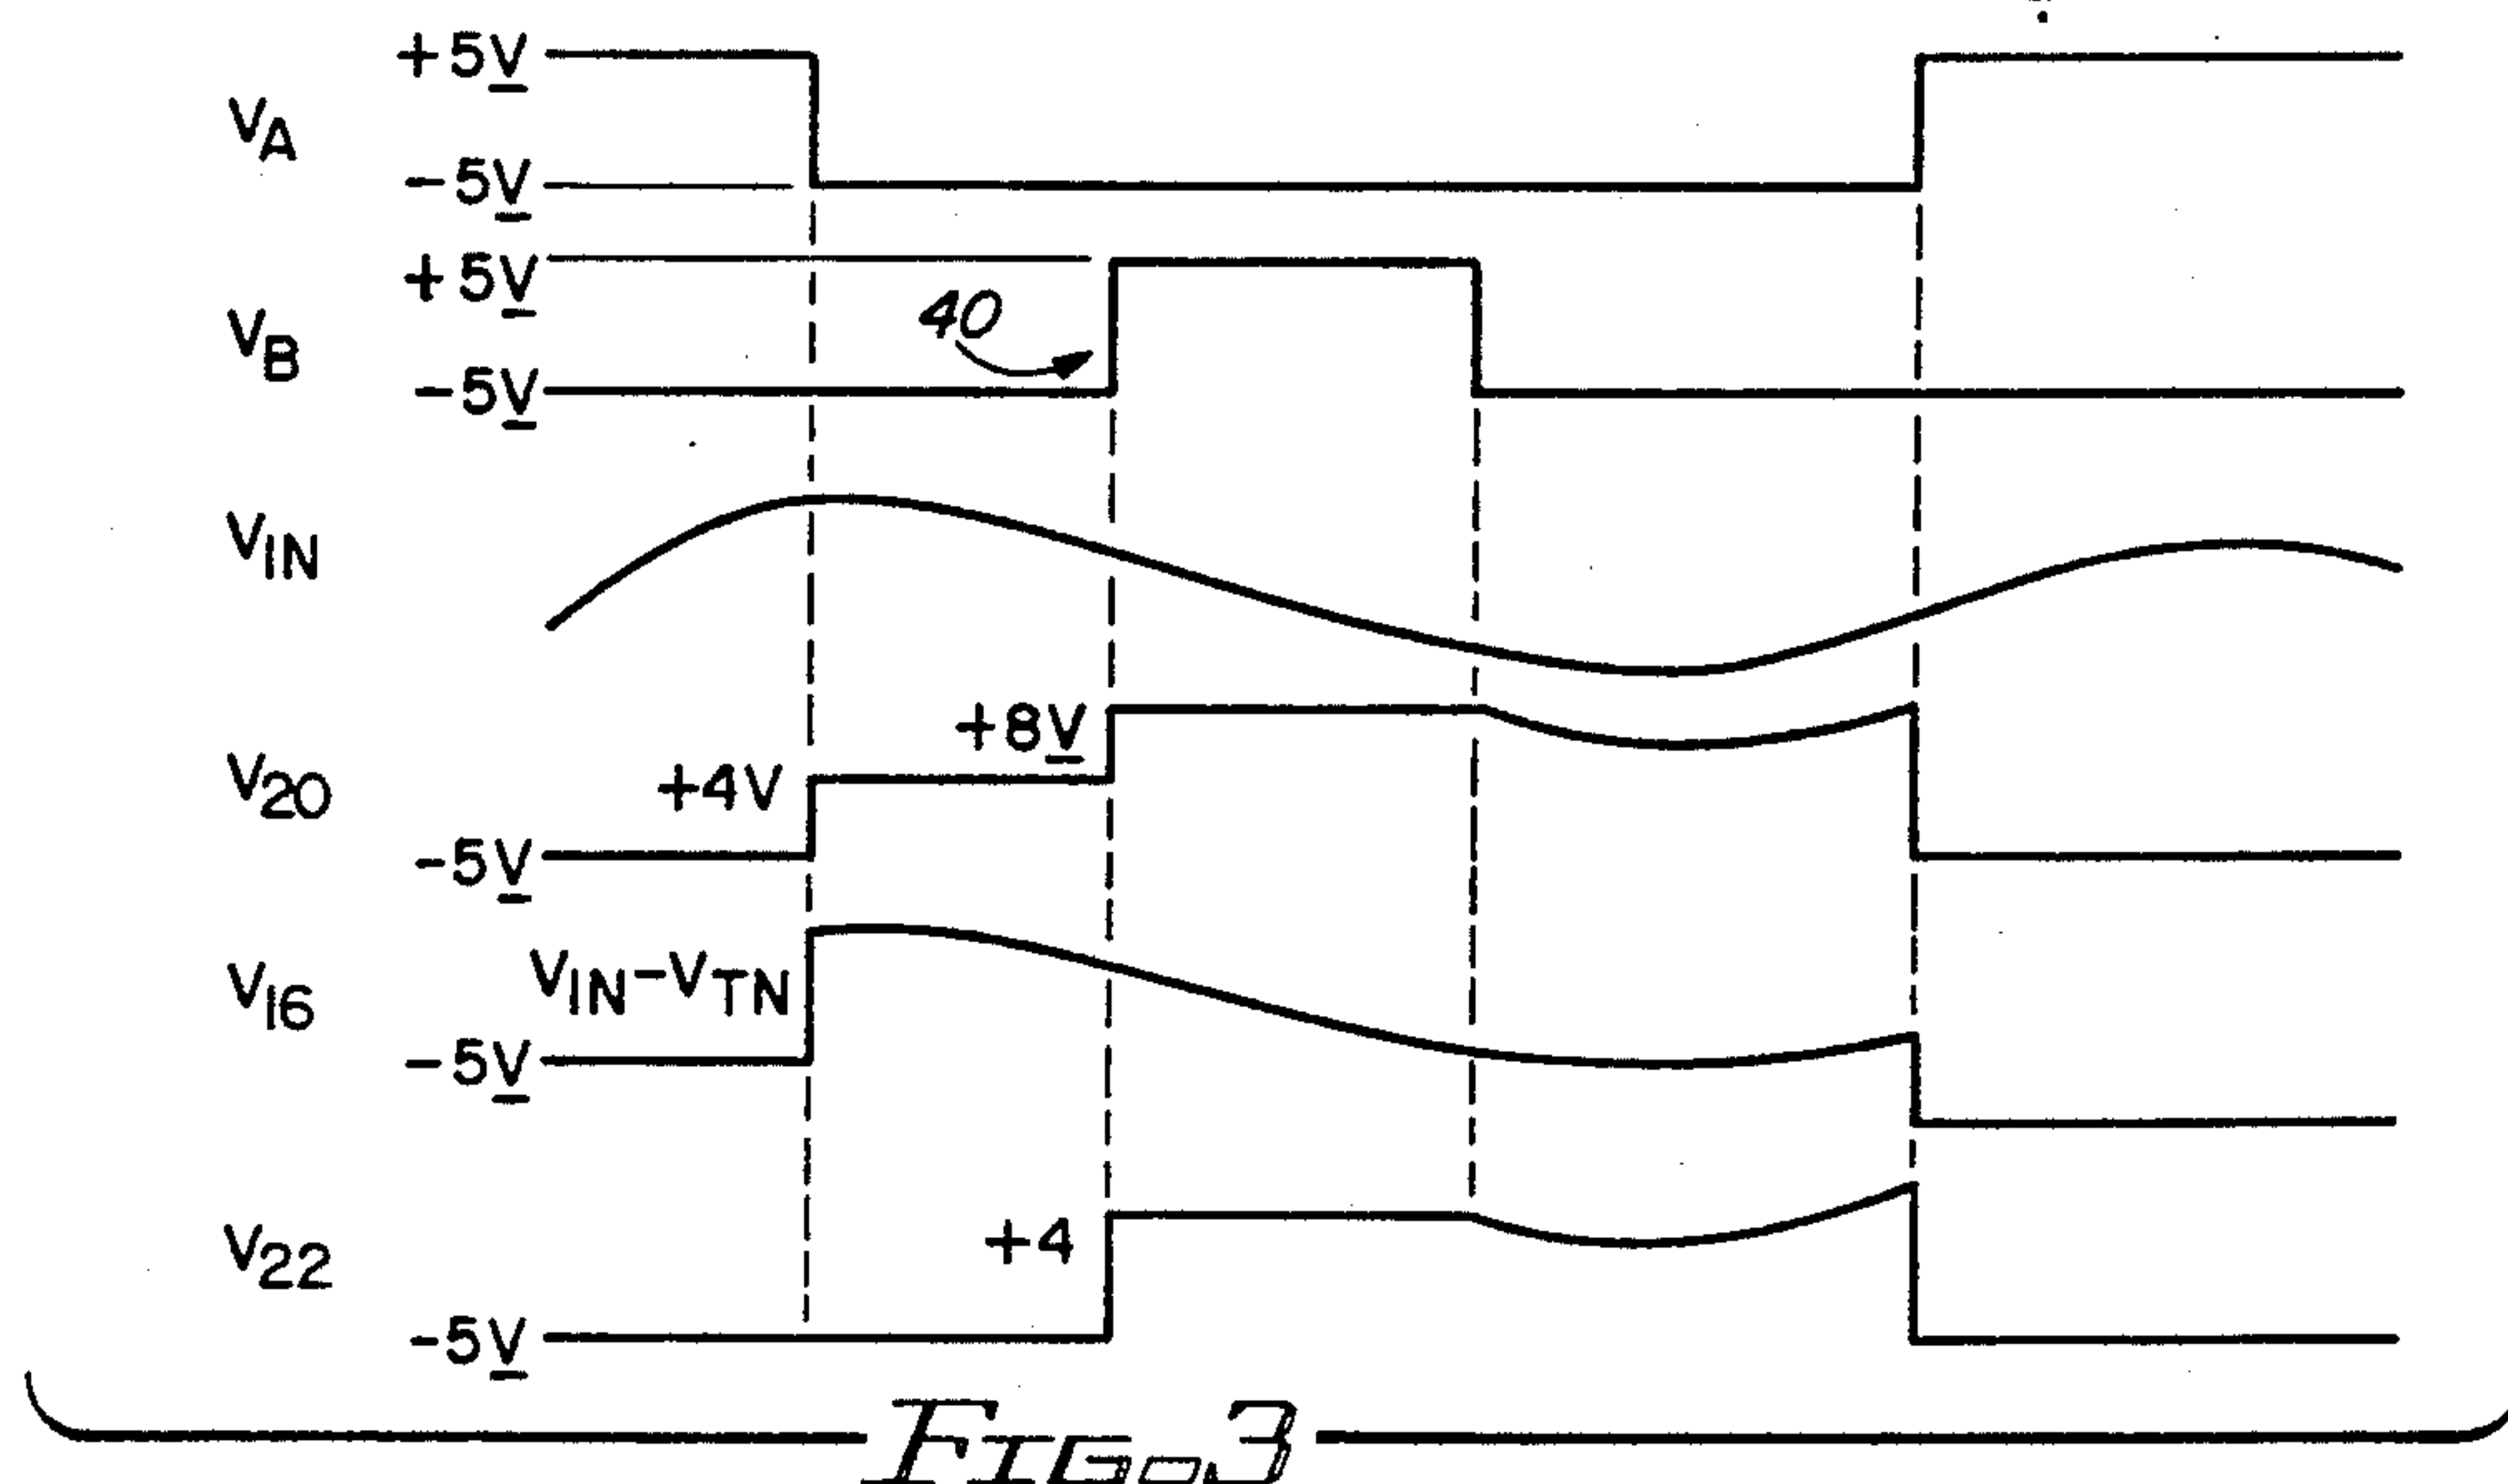 +5V
VA
-5V
+5V
40
VB
-5V
VIN
+8V
V20
+4V
-5V
VIN-VTN
V16
-5V
+4
V22
-5V
FIG. 3